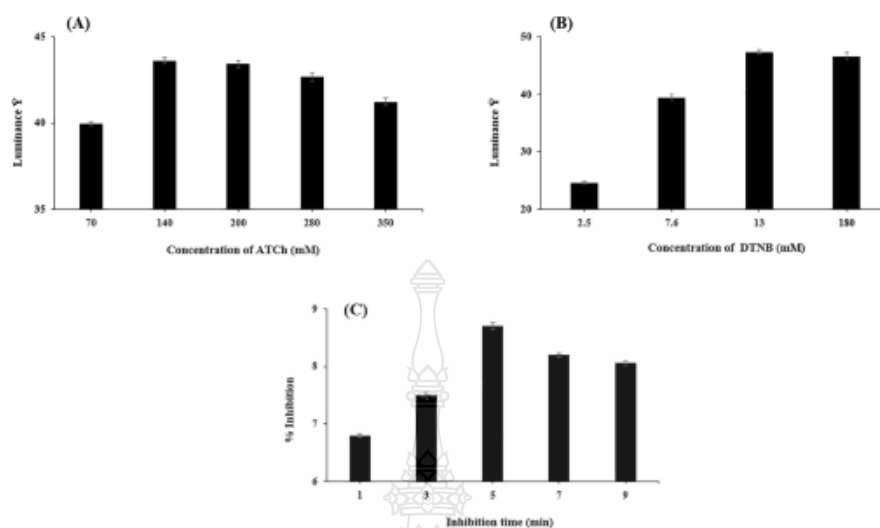 (A)
45
40
35
Luminance Ÿ
70 140 200 280 350
Concentration of ATCh (mM)
(B)
50
40
30
20
Luminance Ÿ
2.5 7.6 13 180
Concentration of DTNB (mM)
(C)
9
8
7
6
% Inhibition
1 3 5 7 9
Inhibition time (min)